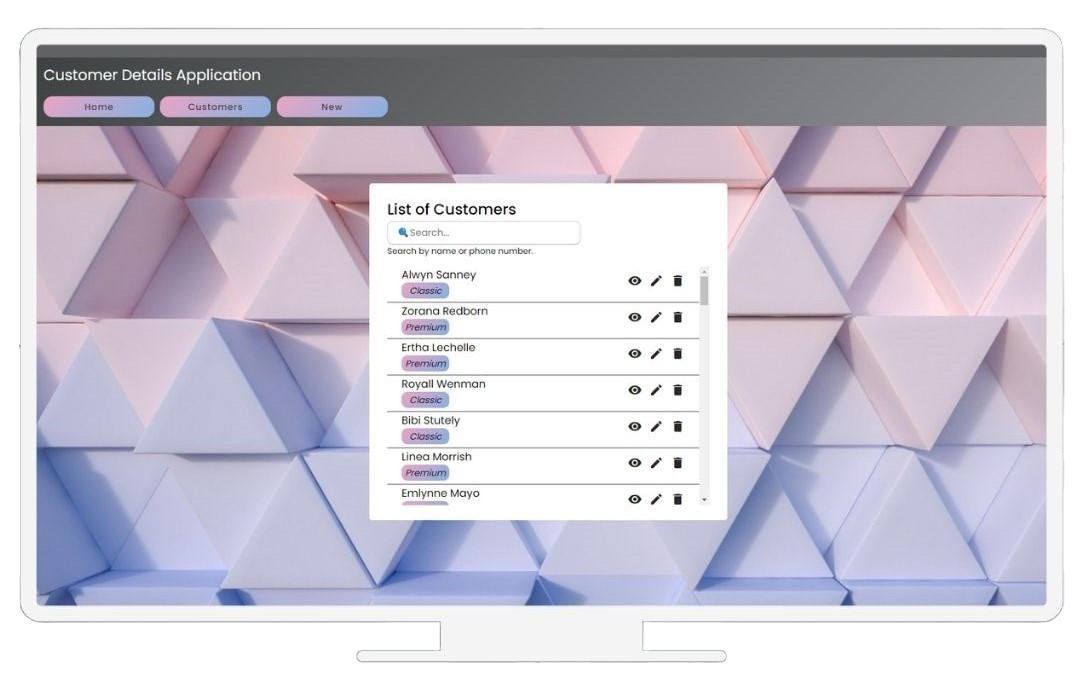 Customer Details Application
Home Customers New
List of Customers
Search...
Search by name or phone number.
Alwyn Sanney
Classic
Zorana Redborn
Premium
Ertha Lechelle
Premium
Royall Wenman
Classic
Bibi Stutely
Classic
Linea Morrish
Premium
Emlynne Mayo